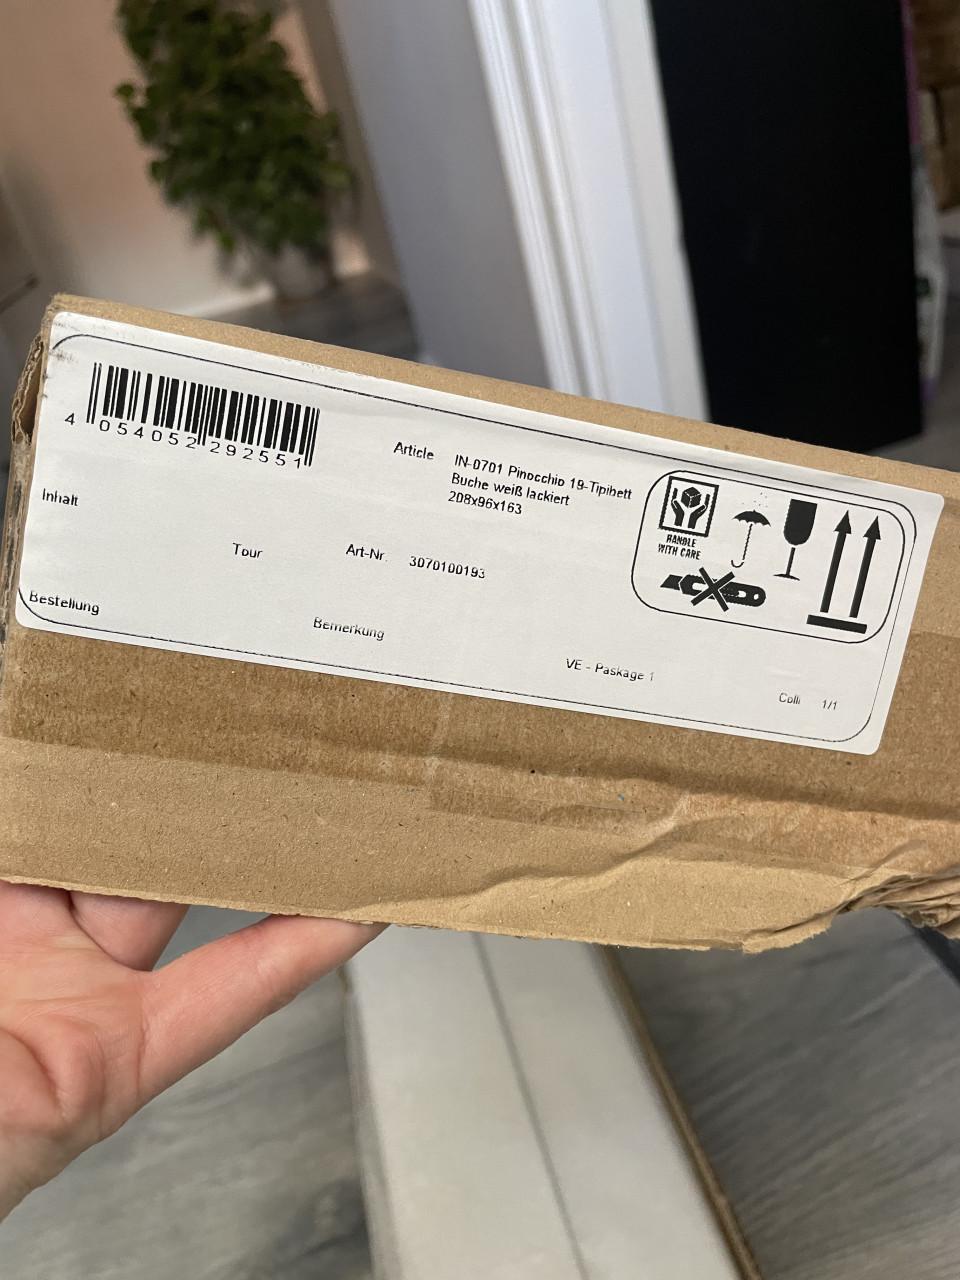 4 054052 292551
Article IN-0701 Pinocchio 19-Tipibett
Buche weiß lackiert
208x96x163
HANDLE
WITH CARE
Inhalt
Tour Art-Nr. 3070100193
Bestellung
Bemerkung
VE - Paskage 1
Colli 1/1